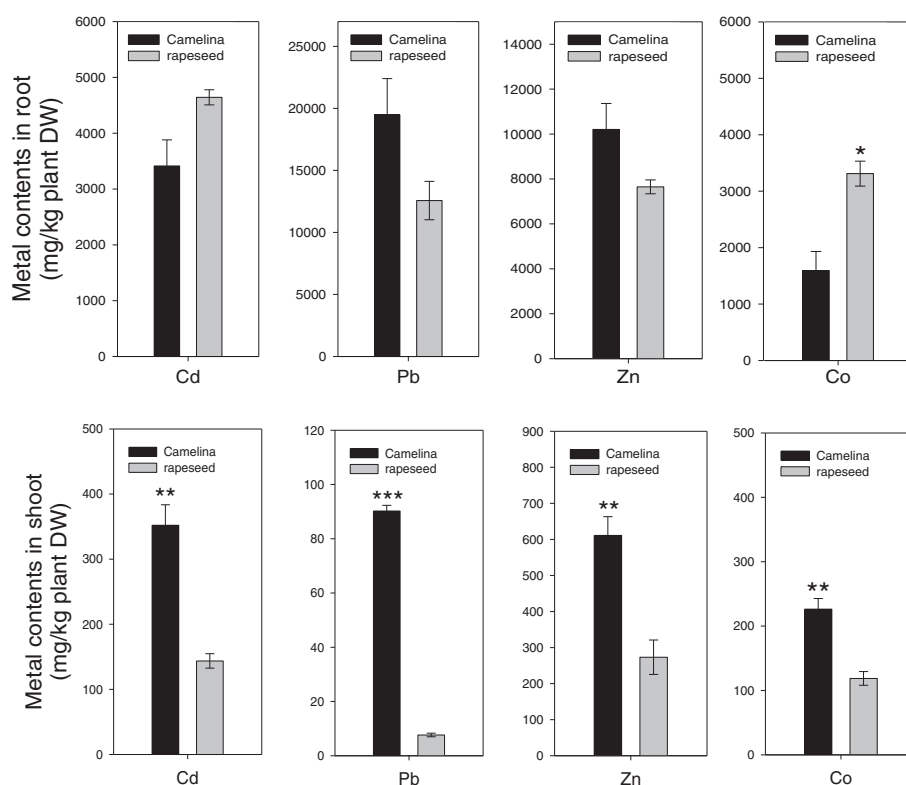 Metal contents in root
(mg/kg plant DW)
6000
5000
4000
3000
2000
1000
0
Camelina
rapeseed
Cd
25000
20000
15000
10000
5000
0
Camelina
rapeseed
Pb
14000
12000
10000
8000
6000
4000
2000
0
Camelina
rapeseed
Zn
6000
5000
4000
3000
2000
1000
0
Camelina
rapeseed
*
Co
Metal contents in shoot
(mg/kg plant DW)
500
400
300
200
100
0
Camelina
rapeseed
**
Cd
120
100
80
60
40
20
0
Camelina
rapeseed
***
Pb
900
800
700
600
500
400
300
200
100
0
Camelina
rapeseed
**
Zn
500
400
300
200
100
0
Camelina
rapeseed
**
Co